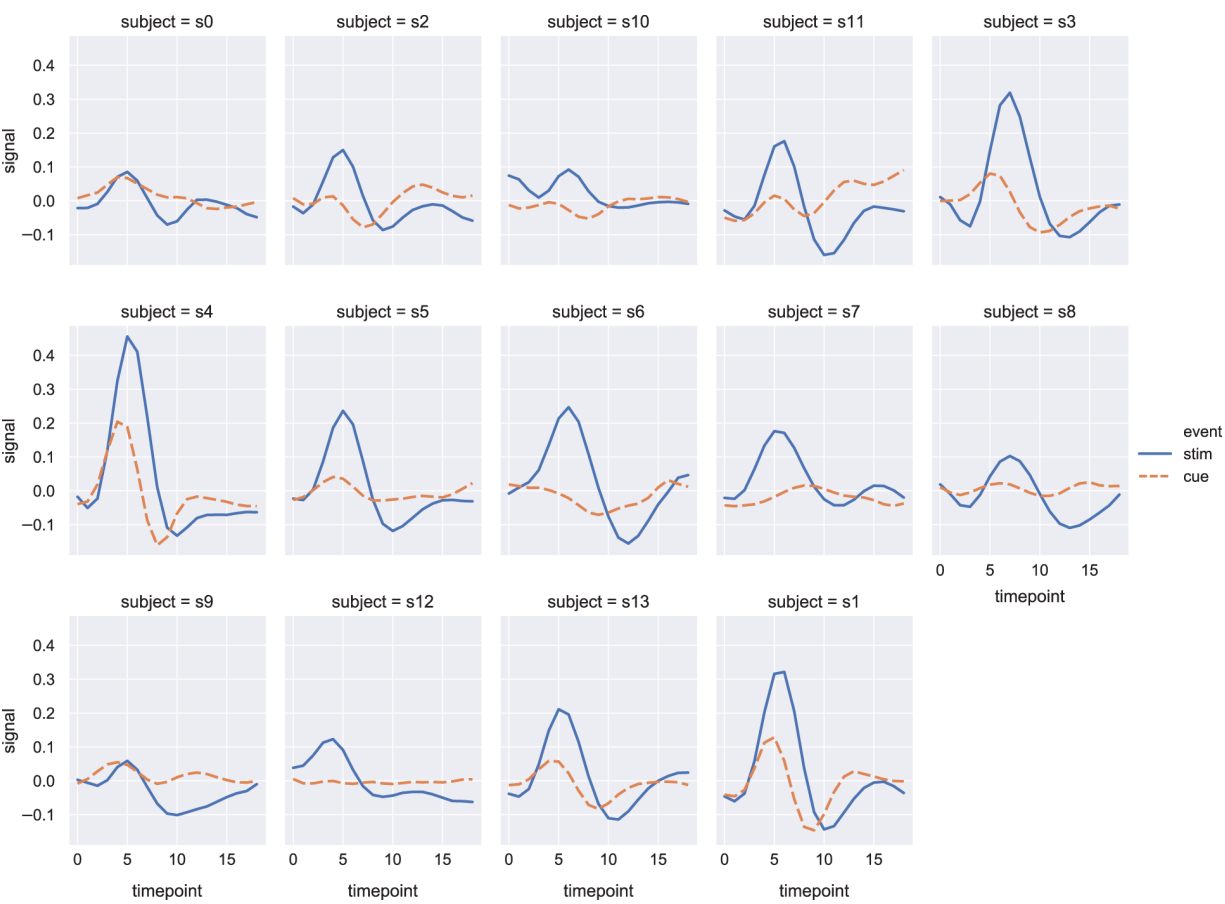 subject = s0 subject = s2 subject = s10 subject = s11 subject = s3
0.4
0.3
0.2
0.1
0.0
−0.1
signal
subject = s4 subject = s5 subject = s6 subject = s7 subject = s8
0.4
0.3
0.2
0.1
0.0
−0.1
signal
0 5 10 15
timepoint
event
stim
cue
subject = s9 subject = s12 subject = s13 subject = s1
0.4
0.3
0.2
0.1
0.0
−0.1
signal
0 5 10 15 0 5 10 15 0 5 10 15 0 5 10 15
timepoint timepoint timepoint timepoint